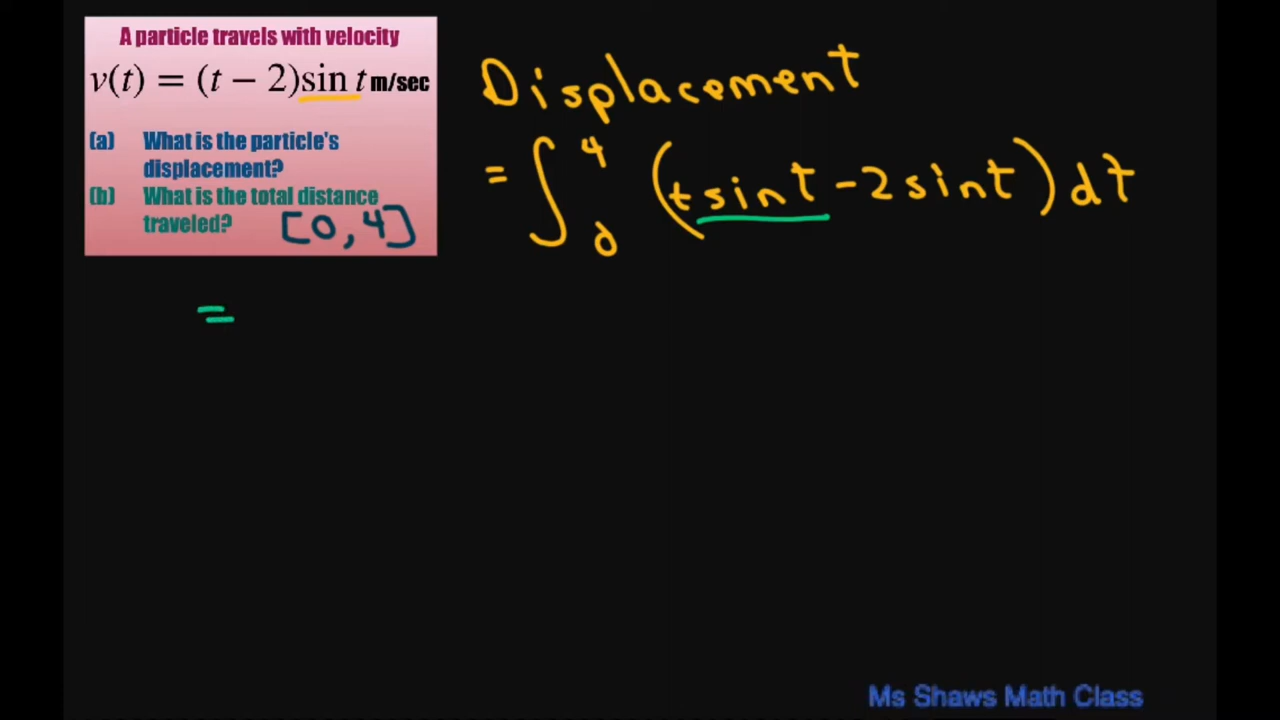 A particle travels with velocity
v(t) = (t − 2)sin t m/sec
(a) What is the particle's
displacement?
(b) What is the total distance
traveled? [0, 4]
Displacement
= ∫₀⁴ (t sin t − 2 sin t) dt
=
Ms Shaws Math Class